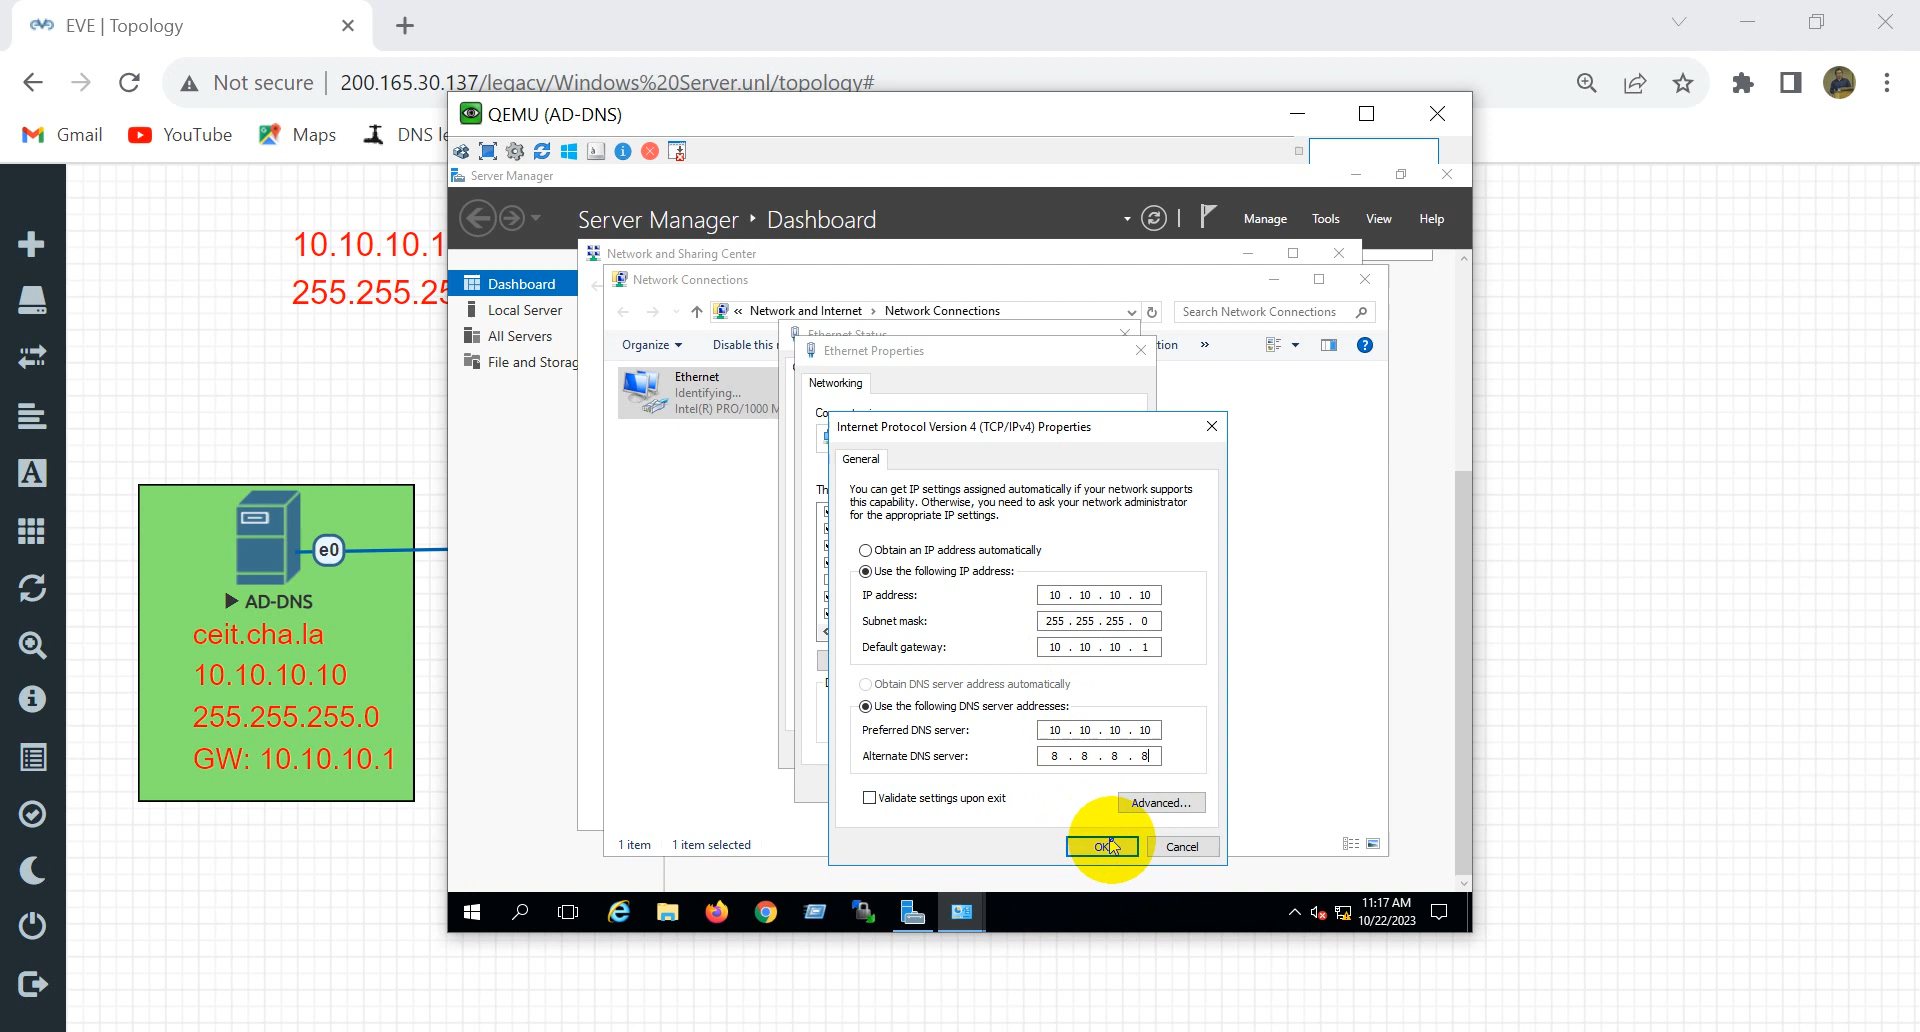 EVE | Topology
Not secure
200.165.30.137/legacy/Windows%20Server.unl/topology#
Gmail
YouTube
Maps
DNS
QEMU (AD-DNS)
Server Manager
Server Manager ‣ Dashboard
Manage
Tools
View
Help
10.10.10.1
255.255.25
Dashboard
Local Server
All Servers
File and Storag
Network and Sharing Center
Network Connections
« Network and Internet › Network Connections
Search Network Connections
Organize
Disable this
tion
»
Ethernet
Identifying...
Intel(R) PRO/1000 M
Ethernet Status
Ethernet Properties
Networking
Internet Protocol Version 4 (TCP/IPv4) Properties
General
You can get IP settings assigned automatically if your network supports
this capability. Otherwise, you need to ask your network administrator
for the appropriate IP settings.
Obtain an IP address automatically
Use the following IP address:
IP address:
10 . 10 . 10 . 10
Subnet mask:
255 . 255 . 255 . 0
Default gateway:
10 . 10 . 10 . 1
Obtain DNS server address automatically
Use the following DNS server addresses:
Preferred DNS server:
10 . 10 . 10 . 10
Alternate DNS server:
8 . 8 . 8 . 8
Validate settings upon exit
Advanced...
OK
Cancel
1 item
1 item selected
e0
AD-DNS
ceit.cha.la
10.10.10.10
255.255.255.0
GW: 10.10.10.1
11:17 AM
10/22/2023